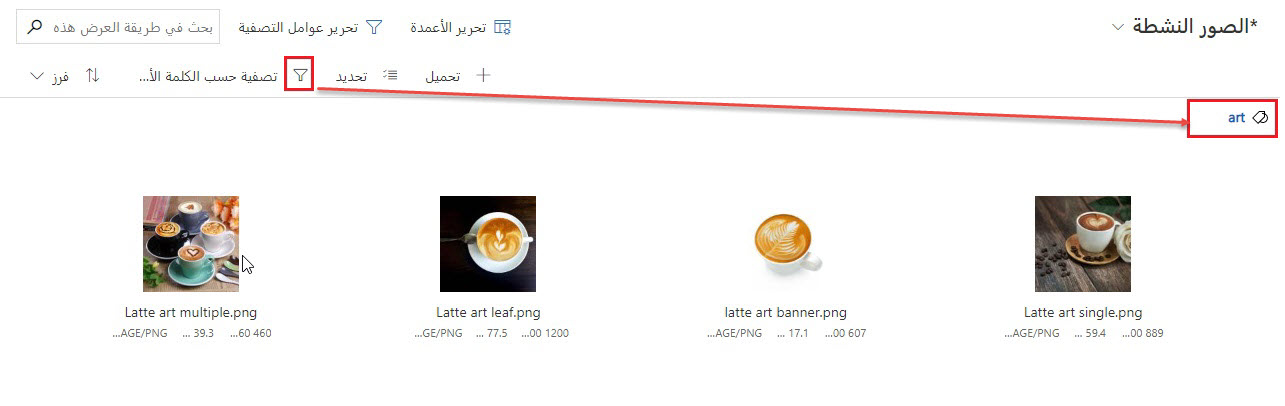 *الصور النشطة
تحرير الأعمدة
تحرير عوامل التصفية
بحث في طريقة العرض هذه
تحميل
تحديد
تصفية حسب الكلمة الأ...
فرز
art
Latte art single.png
...AGE/PNG ... 59.4 ...00 889
latte art banner.png
...AGE/PNG ... 17.1 ...00 607
Latte art leaf.png
...GE/PNG ... 77.5 ...00 1200
Latte art multiple.png
...AGE/PNG ... 39.3 ...60 460